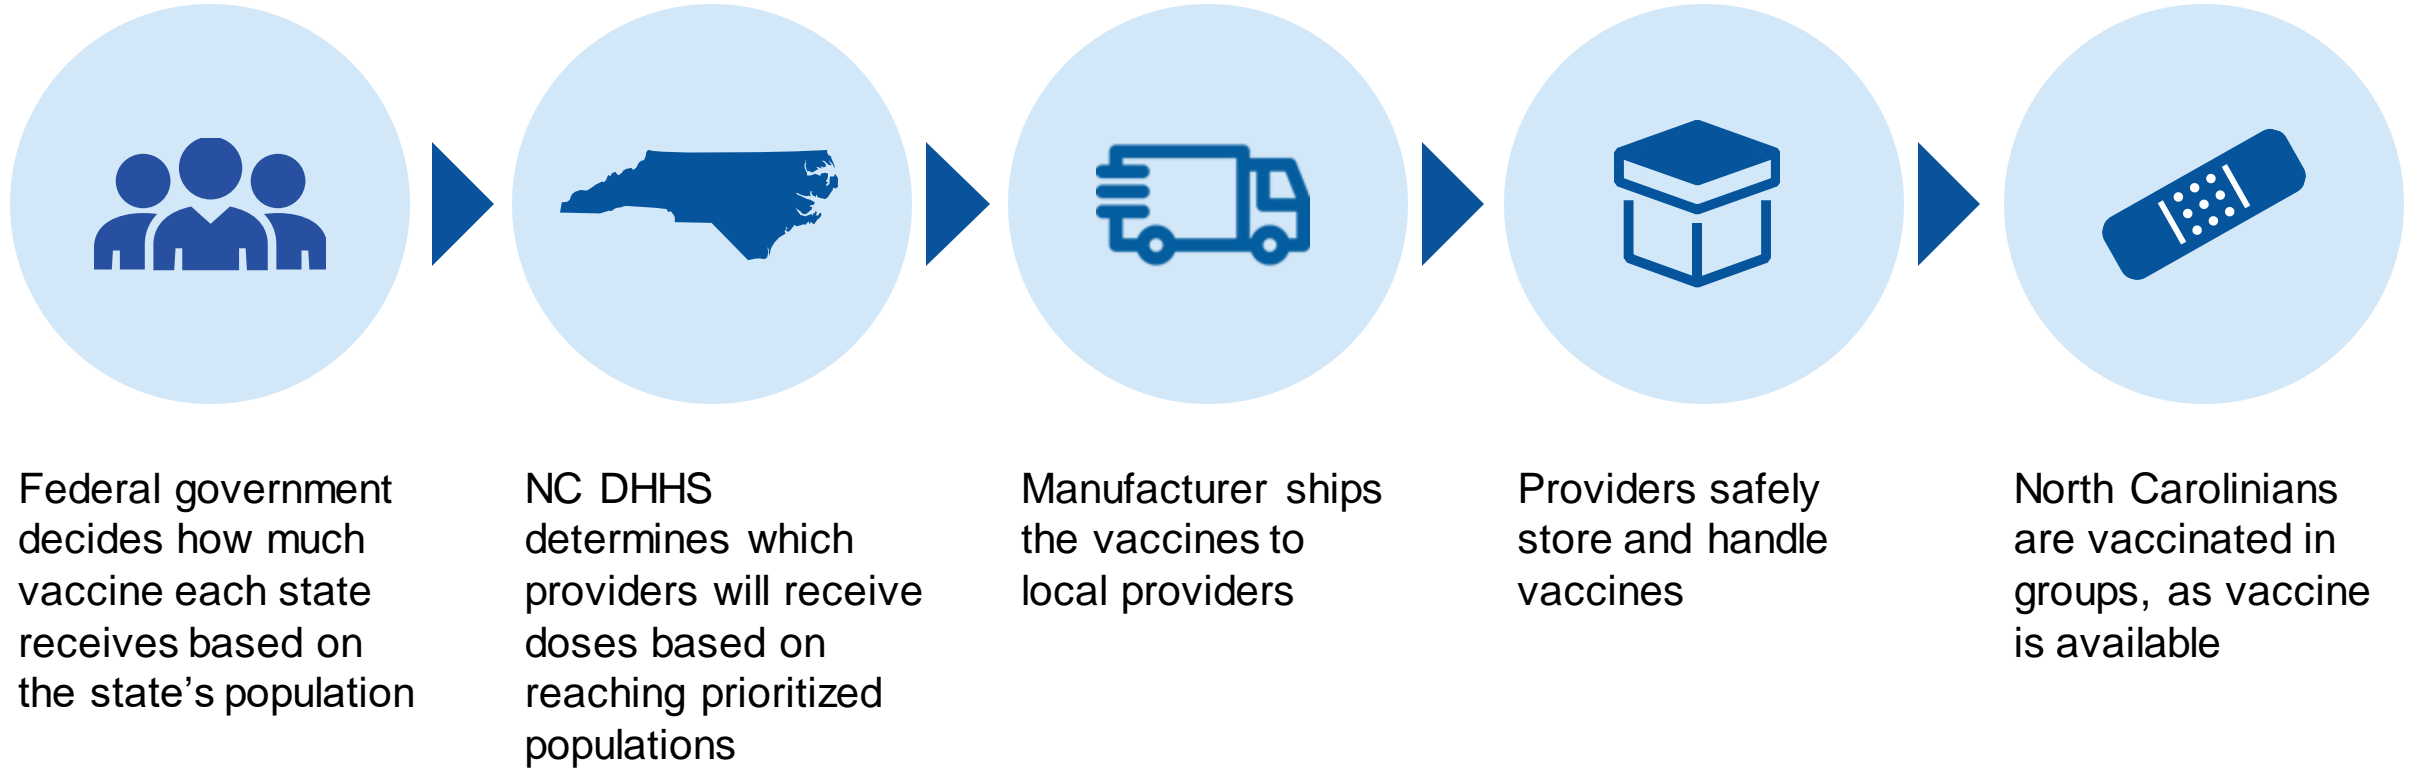 Federal government
decides how much
vaccine each state
receives based on
the state’s population
NC DHHS
determines which
providers will receive
doses based on
reaching prioritized
populations
Manufacturer ships
the vaccines to
local providers
Providers safely
store and handle
vaccines
North Carolinians
are vaccinated in
groups, as vaccine
is available